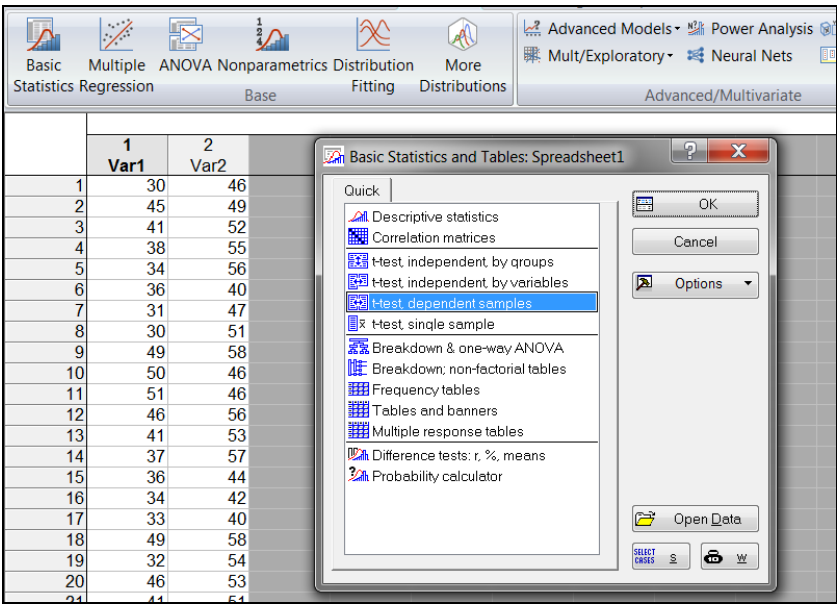 Basic Statistics
Multiple Regression
ANOVA
Nonparametrics
Distribution Fitting
More Distributions
Base
Advanced Models
Power Analysis
Mult/Exploratory
Neural Nets
Advanced/Multivariate
1 2
Var1 Var2
1 30 46
2 45 49
3 41 52
4 38 55
5 34 56
6 36 40
7 31 47
8 30 51
9 49 58
10 50 46
11 51 46
12 46 56
13 41 53
14 37 57
15 36 44
16 34 42
17 33 40
18 49 58
19 32 54
20 46 53
21 41 51
Basic Statistics and Tables: Spreadsheet1
Quick
Descriptive statistics
Correlation matrices
t-test, independent, by groups
t-test, independent, by variables
t-test, dependent samples
t-test, single sample
Breakdown & one-way ANOVA
Breakdown; non-factorial tables
Frequency tables
Tables and banners
Multiple response tables
Difference tests: r, %, means
Probability calculator
OK
Cancel
Options
Open Data
SELECT CASES S
W